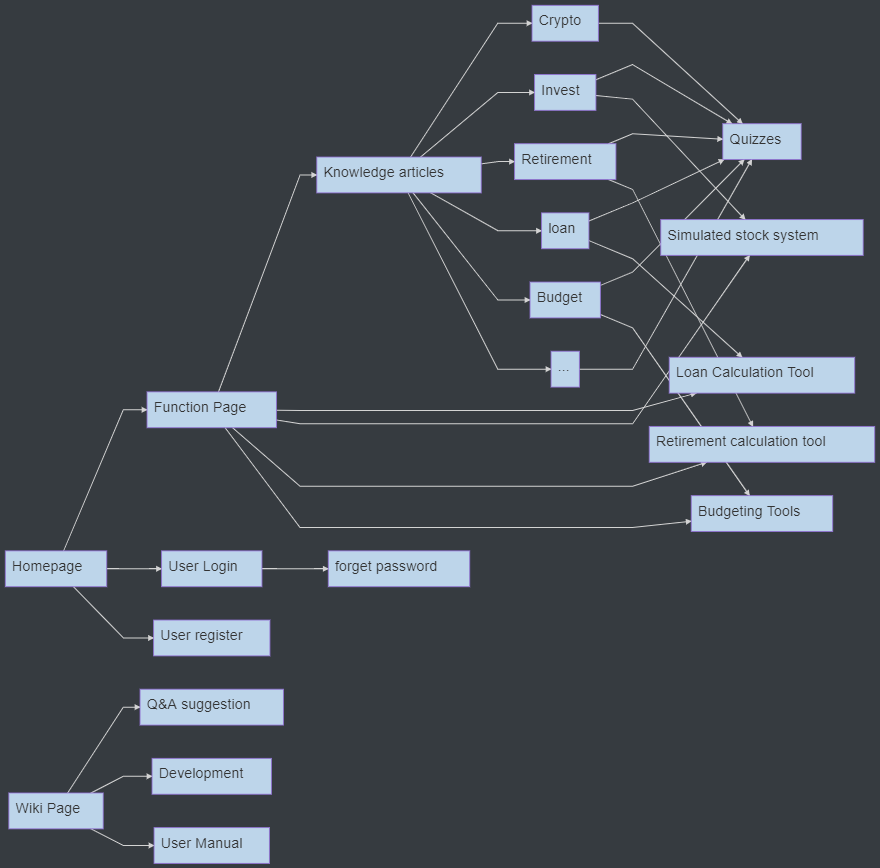 Crypto
Invest
Quizzes
Retirement
Knowledge articles
loan
Simulated stock system
Budget
...
Loan Calculation Tool
Function Page
Retirement calculation tool
Budgeting Tools
Homepage
User Login
forget password
User register
Q&A suggestion
Development
Wiki Page
User Manual